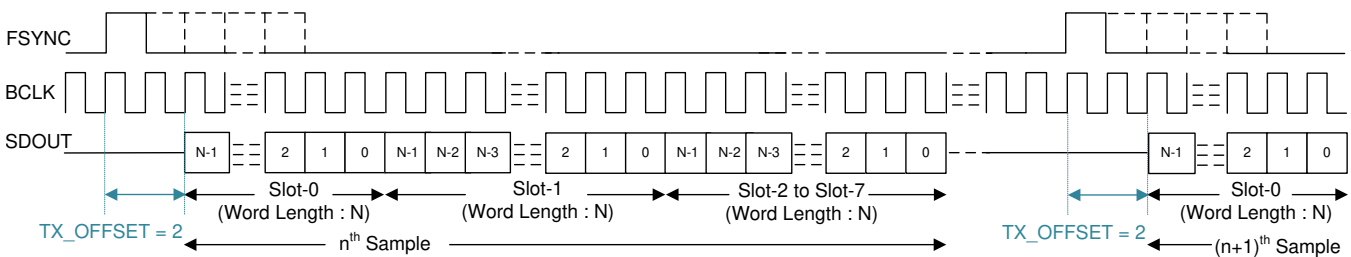 FSYNC
BCLK
SDOUT
N-1 2 1 0 N-1 N-2 N-3 2 1 0 N-1 N-2 N-3 2 1 0 N-1 2 1 0
Slot-0 Slot-1 Slot-2 to Slot-7 Slot-0
(Word Length : N) (Word Length : N) (Word Length : N) (Word Length : N)
TX_OFFSET = 2 TX_OFFSET = 2
nth Sample (n+1)th Sample